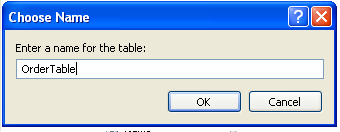 Choose Name
Enter a name for the table:
OrderTable
OK
Cancel